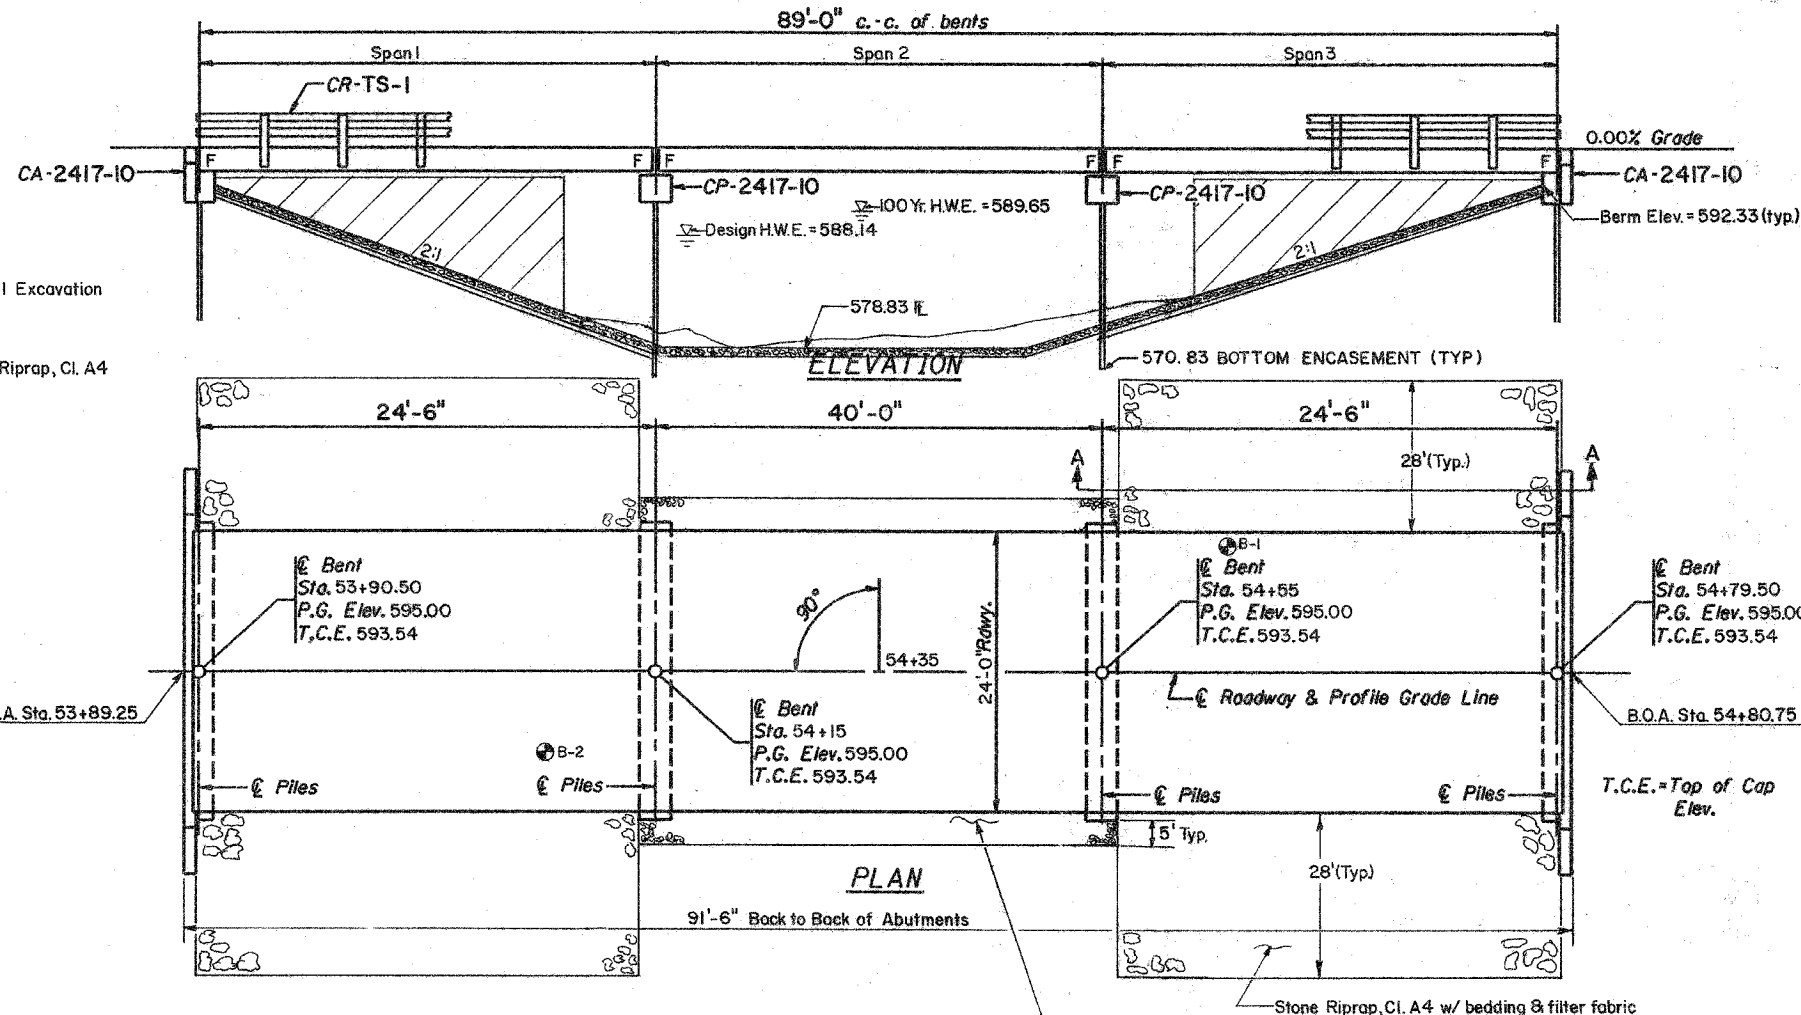 89'-0" c.-c. of bents
Span 1
Span 2
Span 3
CR-TS-1
0.00% Grade
F
F
F
F
F
F
CA-2417-10
CP-2417-10
CP-2417-10
CA-2417-10
100 Yr. H.W.E. = 589.65
Design H.W.E. = 588.14
Berm Elev. = 592.33 (typ.)
2:1
2:1
Excavation
578.83 ℄
Riprap, Cl. A4
570.83 BOTTOM ENCASEMENT (TYP)
ELEVATION
24'-6"
40'-0"
24'-6"
28' (Typ.)
A
A
B-1
℄ Bent
Sta. 53+90.50
P.G. Elev. 595.00
T.C.E. 593.54
90°
54+35
24'-0" Rdwy.
℄ Bent
Sta. 54+55
P.G. Elev. 595.00
T.C.E. 593.54
℄ Bent
Sta. 54+79.50
P.G. Elev. 595.00
T.C.E. 593.54
℄ Roadway & Profile Grade Line
.A. Sta. 53+89.25
B.O.A. Sta. 54+80.75
℄ Bent
Sta. 54+15
P.G. Elev. 595.00
T.C.E. 593.54
B-2
℄ Piles
℄ Piles
℄ Piles
℄ Piles
T.C.E. = Top of Cap
Elev.
5' Typ.
PLAN
28' (Typ.)
91'-6" Back to Back of Abutments
Stone Riprap, Cl. A4 w/ bedding & filter fabric